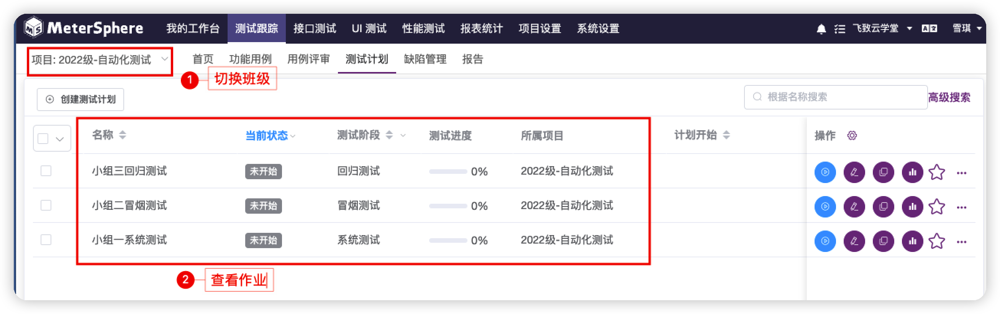 MeterSphere 我的工作台 测试跟踪 接口测试 UI 测试 性能测试 报表统计 项目设置 系统设置 飞致云学堂 雪琪
项目: 2022级-自动化测试 首页 功能用例 用例评审 测试计划 缺陷管理 报告
1 切换班级
创建测试计划 根据名称搜索 高级搜索
名称 当前状态 测试阶段 测试进度 所属项目 计划开始 操作
小组三回归测试 未开始 回归测试 0% 2022级-自动化测试
小组二冒烟测试 未开始 冒烟测试 0% 2022级-自动化测试
小组一系统测试 未开始 系统测试 0% 2022级-自动化测试
2 查看作业